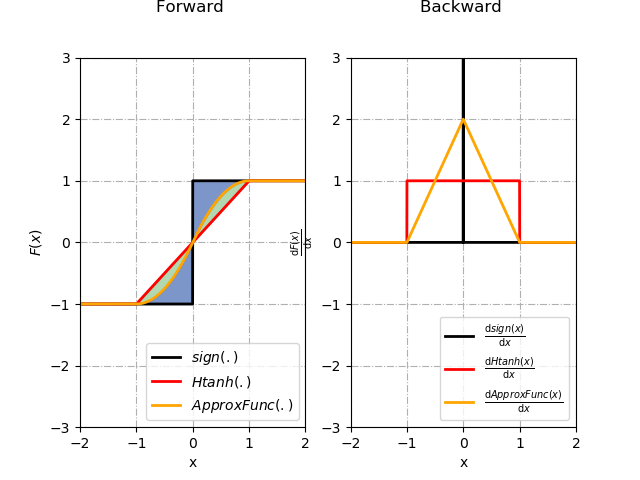 Forward
Backward
3
2
1
0
−1
−2
−3
F(x)
−2 −1 0 1 2
x
sign(.)
Htanh(.)
ApproxFunc(.)
3
2
1
0
−1
−2
−3
dF(x)
dx
−2 −1 0 1 2
x
dsign(x)
dx
dHtanh(x)
dx
dApproxFunc(x)
dx